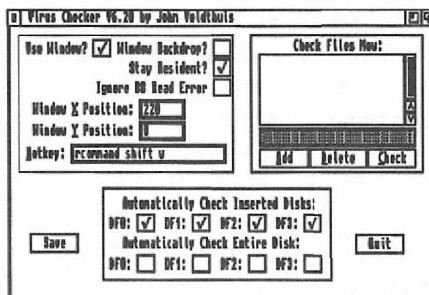 Virus Checker V6.20 by John Veldthuis
Use Window? Window Backdrop?
Stay Resident?
Ignore DB Read Error
Window X Position: 220
Window Y Position: 0
Hotkey: rcommand shift v
Check Files Now:
Add Delete Check
Automatically Check Inserted Disks:
DF0: DF1: DF2: DF3:
Automatically Check Entire Disk:
DF0: DF1: DF2: DF3:
Save
Quit